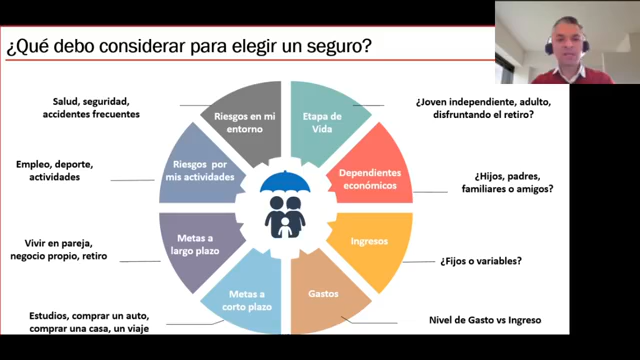 ¿Qué debo considerar para elegir un seguro?
Salud, seguridad,
accidentes frecuentes
Riesgos en mi
entorno
Etapa de
Vida
¿Joven independiente, adulto,
disfrutando el retiro?
Empleo, deporte,
actividades
Riesgos por
mis actividades
Dependientes
económicos
¿Hijos, padres,
familiares o amigos?
Vivir en pareja,
negocio propio, retiro
Metas a
largo plazo
Ingresos
¿Fijos o variables?
Estudios, comprar un auto,
comprar una casa, un viaje
Metas a
corto plazo
Gastos
Nivel de Gasto vs Ingreso